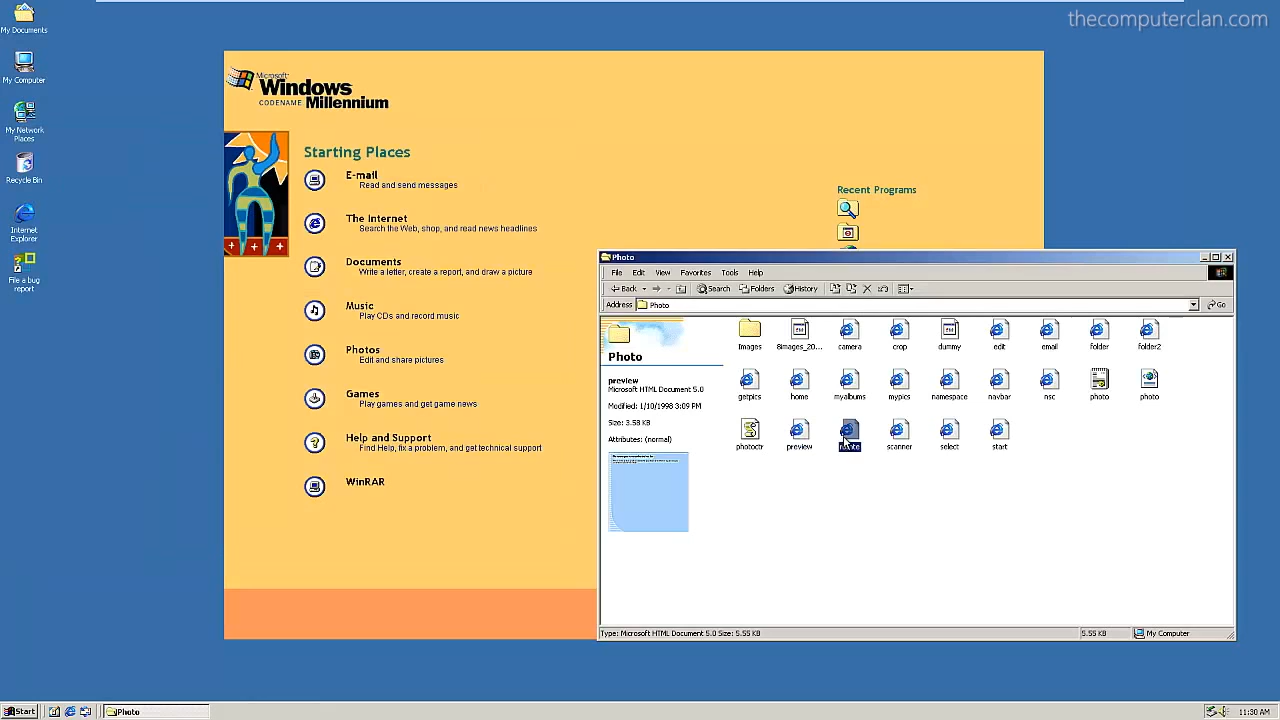 thecomputerclan.com
My Documents
My Computer
My Network
Places
Recycle Bin
Internet
Explorer
File a bug
report
Microsoft
Windows
CODENAME Millennium
Starting Places
E-mail
Read and send messages
The Internet
Search the Web, shop, and read news headlines
Documents
Write a letter, create a report, and draw a picture
Music
Play CDs and record music
Photos
Edit and share pictures
Games
Play games and get game news
Help and Support
Find Help, fix a problem, and get technical support
WinRAR
Recent Programs
Photo
File Edit View Favorites Tools Help
Back Search Folders History
Address Photo Go
Photo
preview
Microsoft HTML Document 5.0
Modified: 1/10/1998 3:09 PM
Size: 3.58 KB
Attributes: (normal)
Images 8images_20... camera crop dummy edit email folder folder2
getpics home myalbums mypics namespace navbar nsc photo photo
photoctr preview rotate scanner select start
Type: Microsoft HTML Document 5.0 Size: 5.55 KB 5.55 KB My Computer
Start Photo 11:30 AM